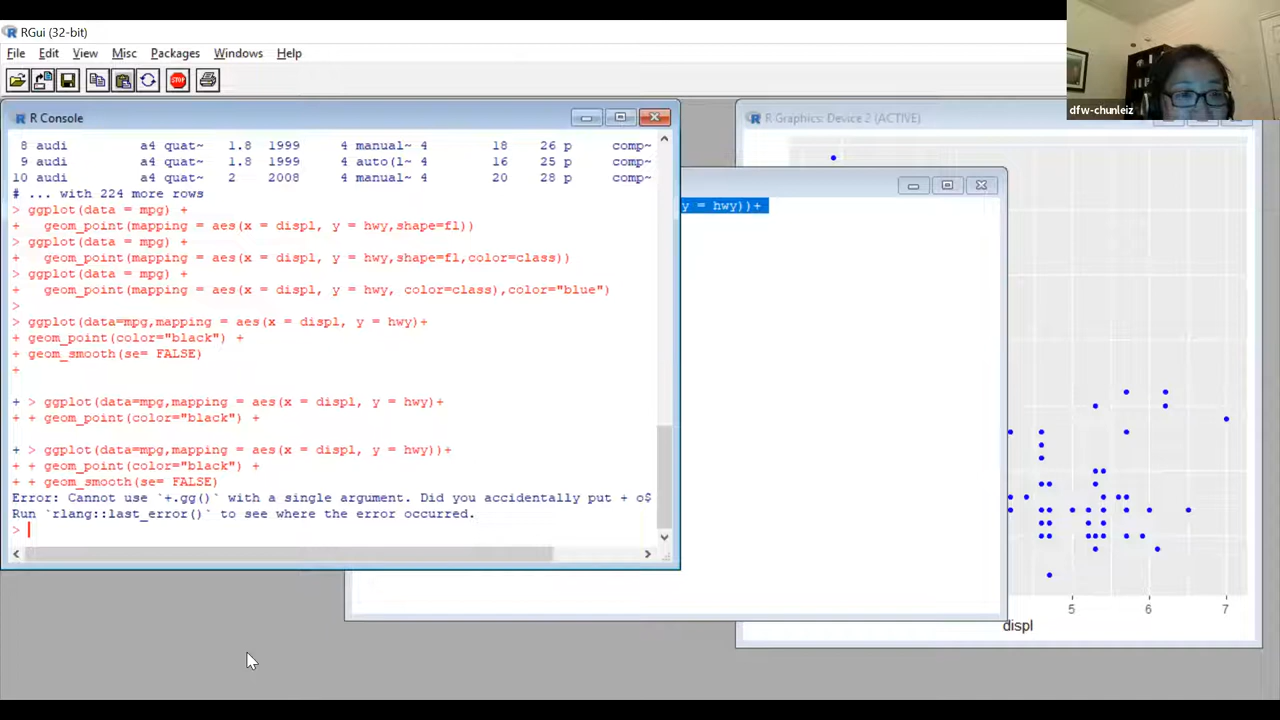 RGui (32-bit)
File Edit View Misc Packages Windows Help
STOP
dfw-chunleiz
R Console
R Graphics: Device 2 (ACTIVE)
8 audi a4 quat~ 1.8 1999 4 manual~ 4 18 26 p comp~
9 audi a4 quat~ 1.8 1999 4 auto(l~ 4 16 25 p comp~
10 audi a4 quat~ 2 2008 4 manual~ 4 20 28 p comp~
# ... with 224 more rows
> ggplot(data = mpg) +
+ geom_point(mapping = aes(x = displ, y = hwy,shape=fl))
> ggplot(data = mpg) +
+ geom_point(mapping = aes(x = displ, y = hwy,shape=fl,color=class))
> ggplot(data = mpg) +
+ geom_point(mapping = aes(x = displ, y = hwy, color=class),color="blue")
>
> ggplot(data=mpg,mapping = aes(x = displ, y = hwy)+
+ geom_point(color="black") +
+ geom_smooth(se= FALSE)
+
+ > ggplot(data=mpg,mapping = aes(x = displ, y = hwy)+
+ + geom_point(color="black") +
+ > ggplot(data=mpg,mapping = aes(x = displ, y = hwy))+
+ + geom_point(color="black") +
+ + geom_smooth(se= FALSE)
Error: Cannot use `+.gg()` with a single argument. Did you accidentally put + o$
Run `rlang::last_error()` to see where the error occurred.
>
y = hwy))+
5 6 7
displ